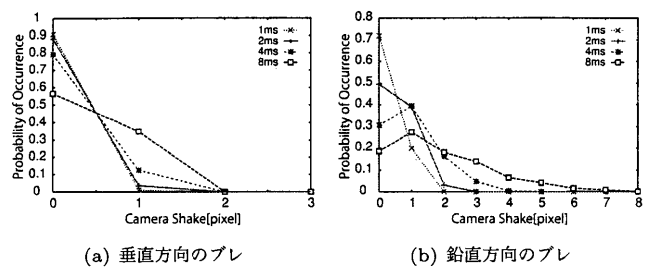 1
0.9
0.8
0.7
0.6
0.5
0.4
0.3
0.2
0.1
0
Probability of Occurrence
0 1 2 3
Camera Shake[pixel]
1ms
2ms
4ms
8ms
(a) 垂直方向のブレ
0.8
0.7
0.6
0.5
0.4
0.3
0.2
0.1
0
Probability of Occurrence
0 1 2 3 4 5 6 7 8
Camera Shake[pixel]
1ms
2ms
4ms
8ms
(b) 鉛直方向のブレ